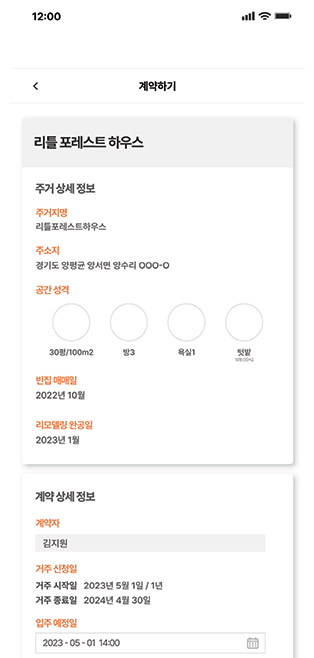 12:00
계약하기
리틀 포레스트 하우스
주거 상세 정보
주거지명
리틀포레스트하우스
주소지
경기도 양평균 양서면 양수리 OOO-O
공간 성격
30평/100m2 방3 욕실1 텃밭
빈집 매매일
2022년 10월
리모델링 완공일
2023년 1월
계약 상세 정보
계약자
김지원
거주 신청일
거주 시작일 2023년 5월 1일 / 1년
거주 종료일 2024년 4월 30일
입주 예정일
2023 - 05 - 01 14:00